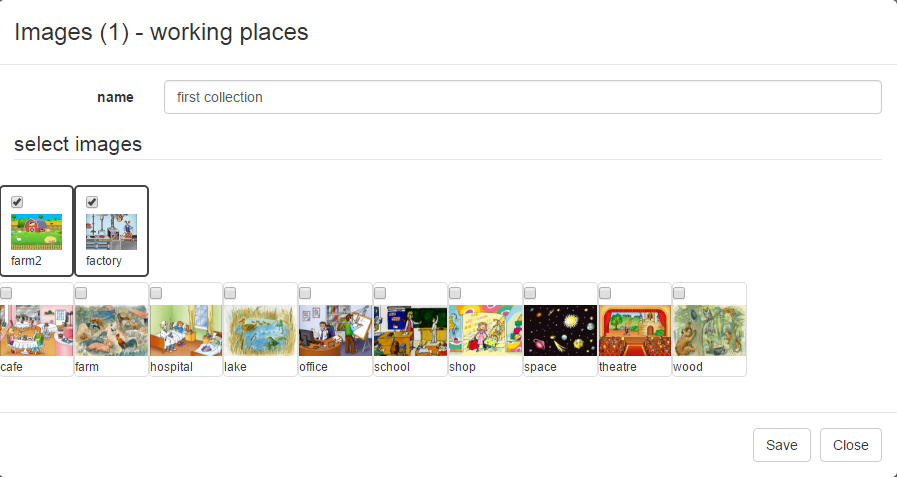 Images (1) - working places
name first collection
select images
farm2 factory
cafe farm hospital lake office school shop space theatre wood
Save Close